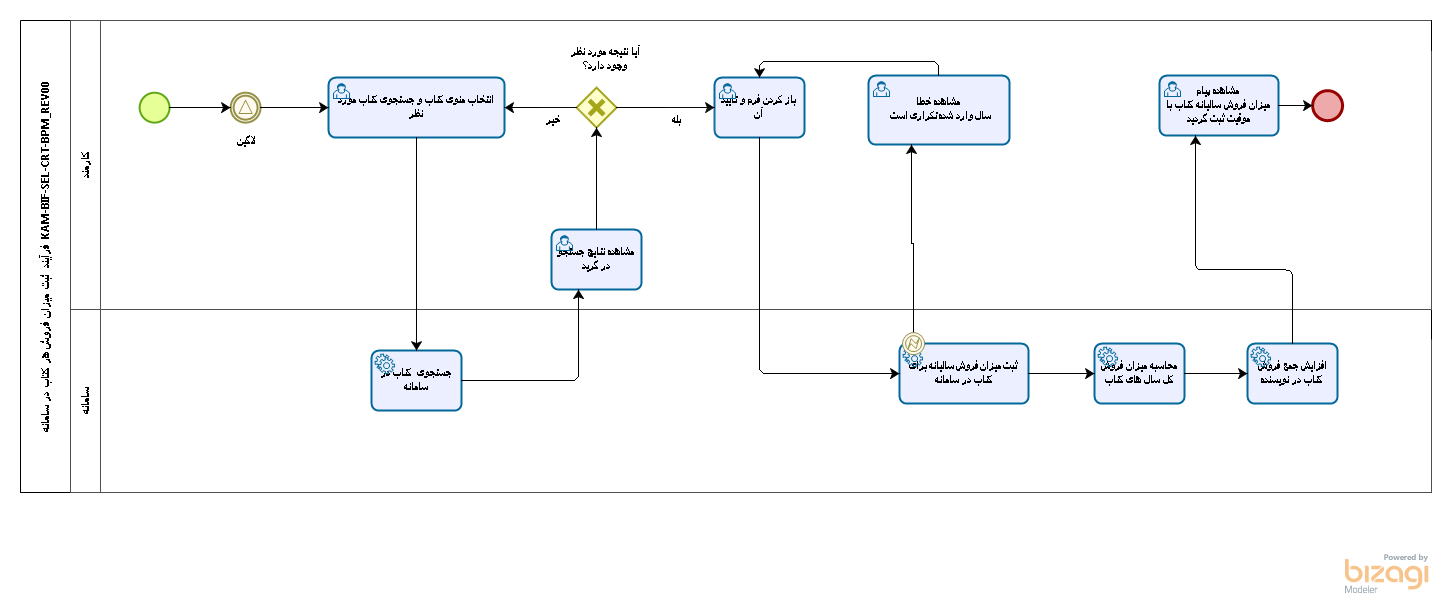 KAM-BIF-SEL-CRT-BPM_REV00 فرآیند ثبت میزان فروش هر کتاب در سامانه
کارمند
سامانه
لاگین
انتخاب منوی کتاب و جستجوی کتاب مورد
نظر
آیا نتیجه مورد نظر
وجود دارد؟
خیر
بله
باز کردن فرم و تایید
آن
مشاهده خطا
سال وارد شده تکراری است
مشاهده پیام
میزان فروش سالیانه کتاب با
موفیت ثبت گردید
مشاهده نتایج جستجو
در گرید
جستجوی کتاب در
سامانه
ثبت میزان فروش سالیانه برای
کتاب در سامانه
محاسبه میزان فروش
کل سال های کتاب
افزایش جمع فروش
کتاب در نویسنده
Powered by
bizagi
Modeler